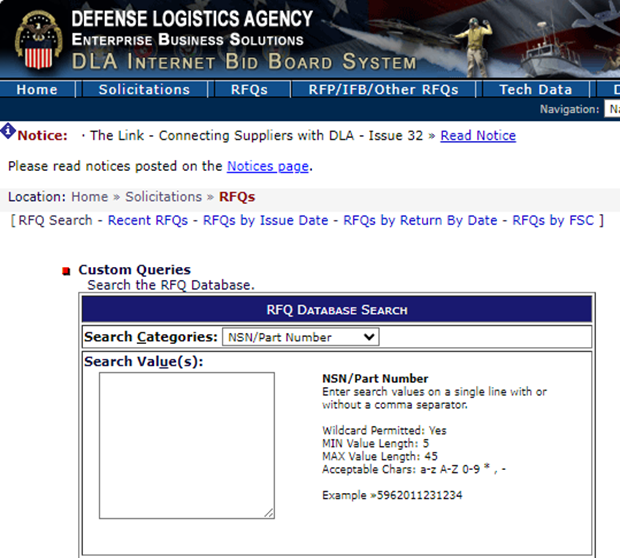 DEFENSE LOGISTICS AGENCY
ENTERPRISE BUSINESS SOLUTIONS
DLA INTERNET BID BOARD SYSTEM
Home Solicitations RFQs RFP/IFB/Other RFQs Tech Data
Navigation:
Notice: · The Link - Connecting Suppliers with DLA - Issue 32 » Read Notice
Please read notices posted on the Notices page.
Location: Home » Solicitations » RFQs
[ RFQ Search - Recent RFQs - RFQs by Issue Date - RFQs by Return By Date - RFQs by FSC ]
Custom Queries
Search the RFQ Database.
RFQ DATABASE SEARCH
Search Categories: NSN/Part Number
Search Value(s):
NSN/Part Number
Enter search values on a single line with or
without a comma separator.
Wildcard Permitted: Yes
MIN Value Length: 5
MAX Value Length: 45
Acceptable Chars: a-z A-Z 0-9 * , -
Example »5962011231234